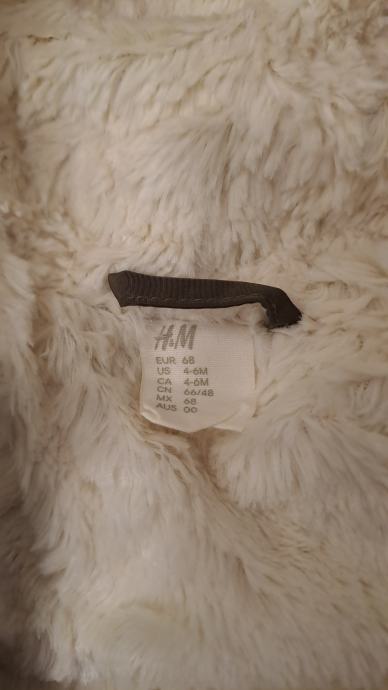 H&M
EUR 68
US 4-6M
CA 4-6M
CN 66/48
MX 68
AUS 00